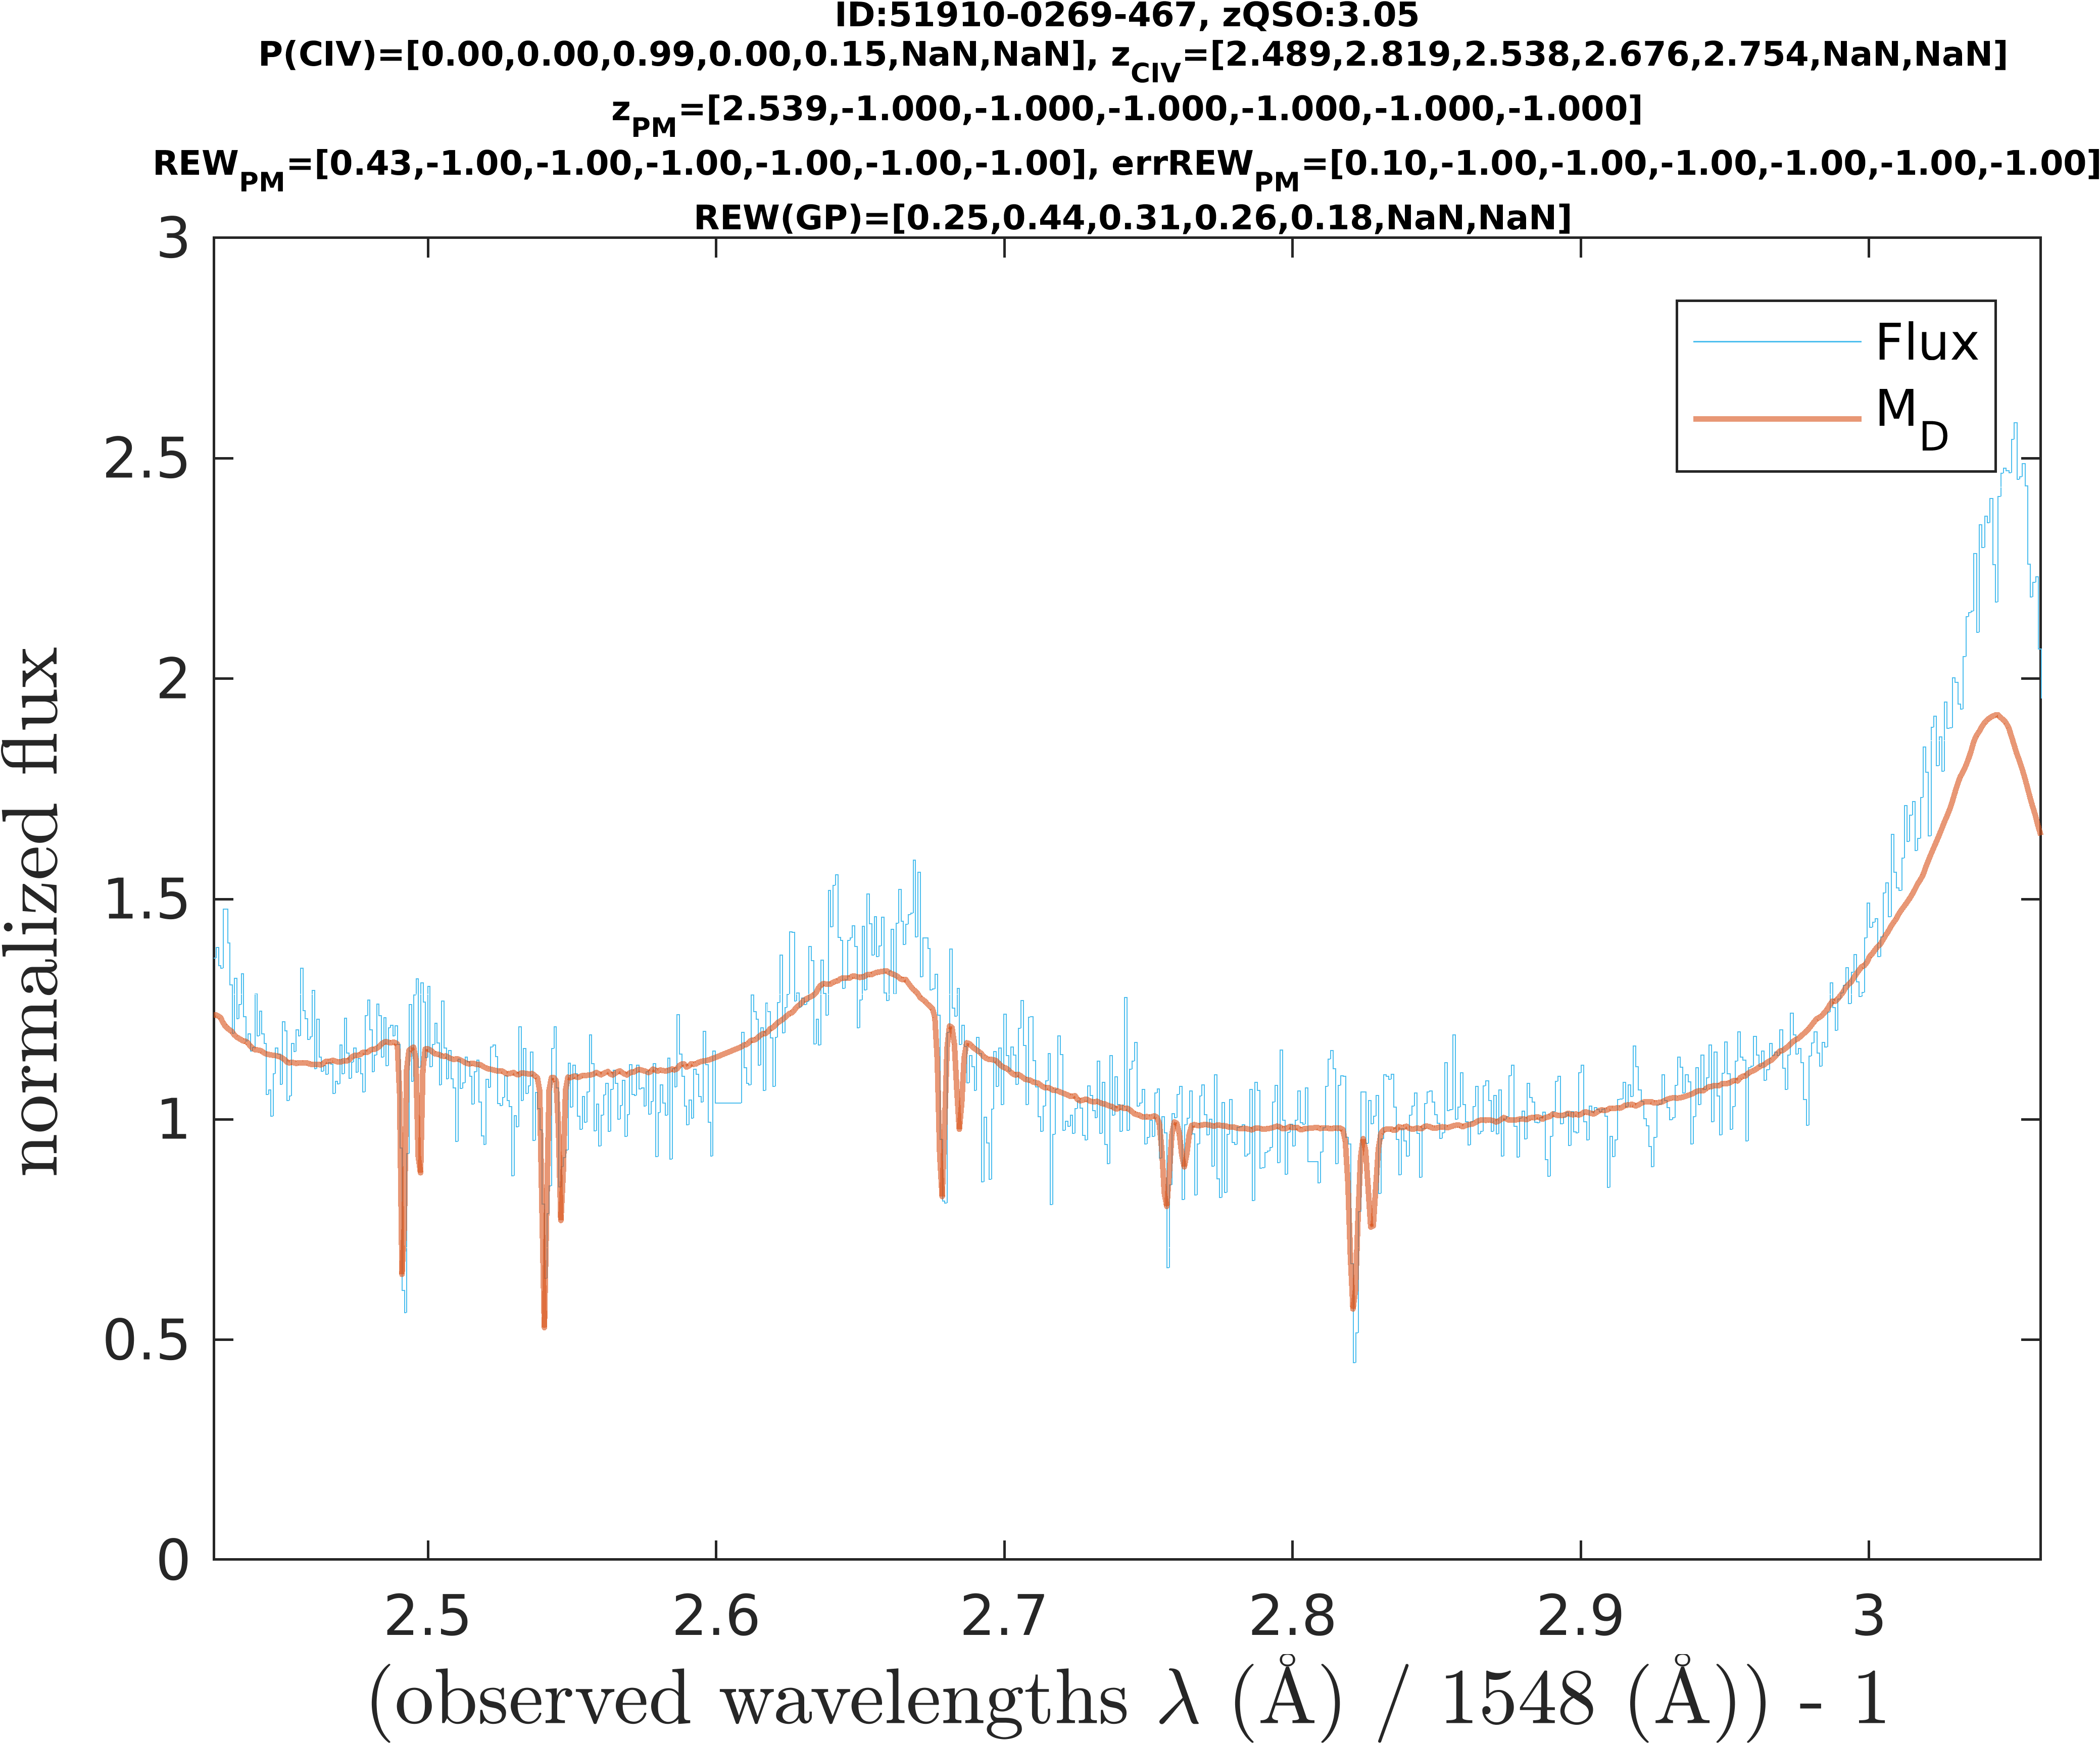 ID:51910-0269-467, zQSO:3.05
P(CIV)=[0.00,0.00,0.99,0.00,0.15,NaN,NaN], zCIV=[2.489,2.819,2.538,2.676,2.754,NaN,NaN]
zPM=[2.539,-1.000,-1.000,-1.000,-1.000,-1.000,-1.000]
REWPM=[0.43,-1.00,-1.00,-1.00,-1.00,-1.00,-1.00], errREWPM=[0.10,-1.00,-1.00,-1.00,-1.00,-1.00,-1.00]
REW(GP)=[0.25,0.44,0.31,0.26,0.18,NaN,NaN]
3
2.5
2
1.5
1
0.5
0
normalized flux
Flux
MD
2.5 2.6 2.7 2.8 2.9 3
(observed wavelengths λ (Å) / 1548 (Å)) - 1